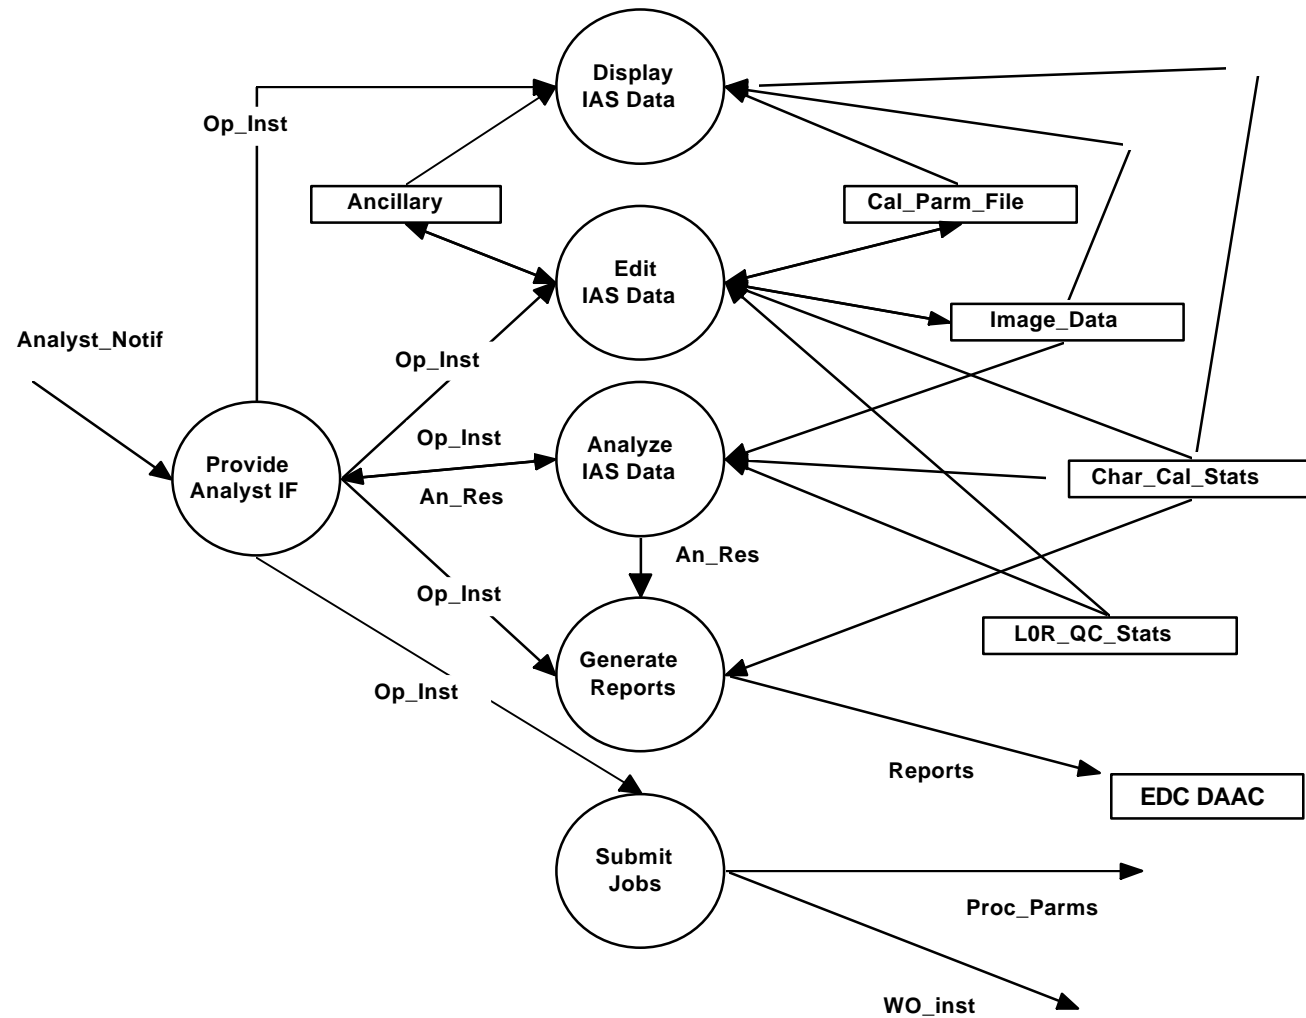 Display
IAS Data
Op_Inst
Ancillary
Cal_Parm_File
Edit
IAS Data
Image_Data
Analyst_Notif
Op_Inst
Op_Inst
Analyze
IAS Data
Provide
Analyst IF
Char_Cal_Stats
An_Res
An_Res
Op_Inst
L0R_QC_Stats
Generate
Reports
Op_Inst
Reports
EDC DAAC
Submit
Jobs
Proc_Parms
WO_inst